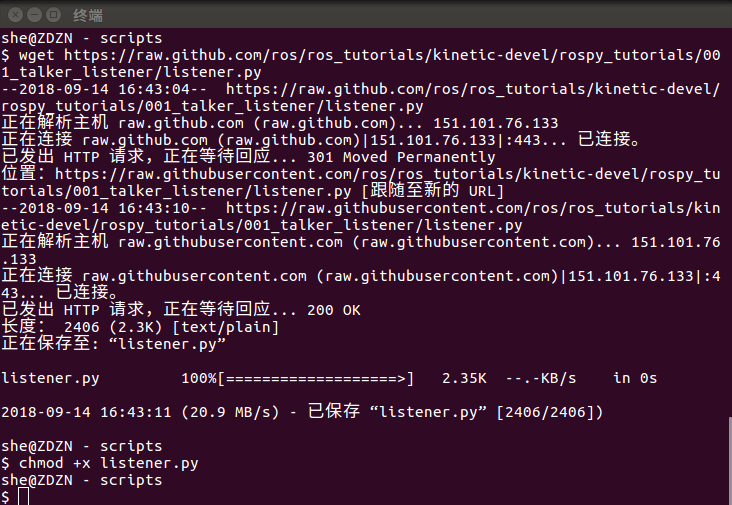 终端
she@ZDZN - scripts
$ wget https://raw.github.com/ros/ros_tutorials/kinetic-devel/rospy_tutorials/00
1_talker_listener/listener.py
--2018-09-14 16:43:04--  https://raw.github.com/ros/ros_tutorials/kinetic-devel/
rospy_tutorials/001_talker_listener/listener.py
正在解析主机 raw.github.com (raw.github.com)... 151.101.76.133
正在连接 raw.github.com (raw.github.com)|151.101.76.133|:443... 已连接。
已发出 HTTP 请求，正在等待回应... 301 Moved Permanently
位置：https://raw.githubusercontent.com/ros/ros_tutorials/kinetic-devel/rospy_tu
torials/001_talker_listener/listener.py [跟随至新的 URL]
--2018-09-14 16:43:10--  https://raw.githubusercontent.com/ros/ros_tutorials/kin
etic-devel/rospy_tutorials/001_talker_listener/listener.py
正在解析主机 raw.githubusercontent.com (raw.githubusercontent.com)... 151.101.76
.133
正在连接 raw.githubusercontent.com (raw.githubusercontent.com)|151.101.76.133|:4
43... 已连接。
已发出 HTTP 请求，正在等待回应... 200 OK
长度： 2406 (2.3K) [text/plain]
正在保存至: “listener.py”
listener.py         100%[===================>]   2.35K  --.-KB/s    in 0s
2018-09-14 16:43:11 (20.9 MB/s) - 已保存 “listener.py” [2406/2406])
she@ZDZN - scripts
$ chmod +x listener.py
she@ZDZN - scripts
$